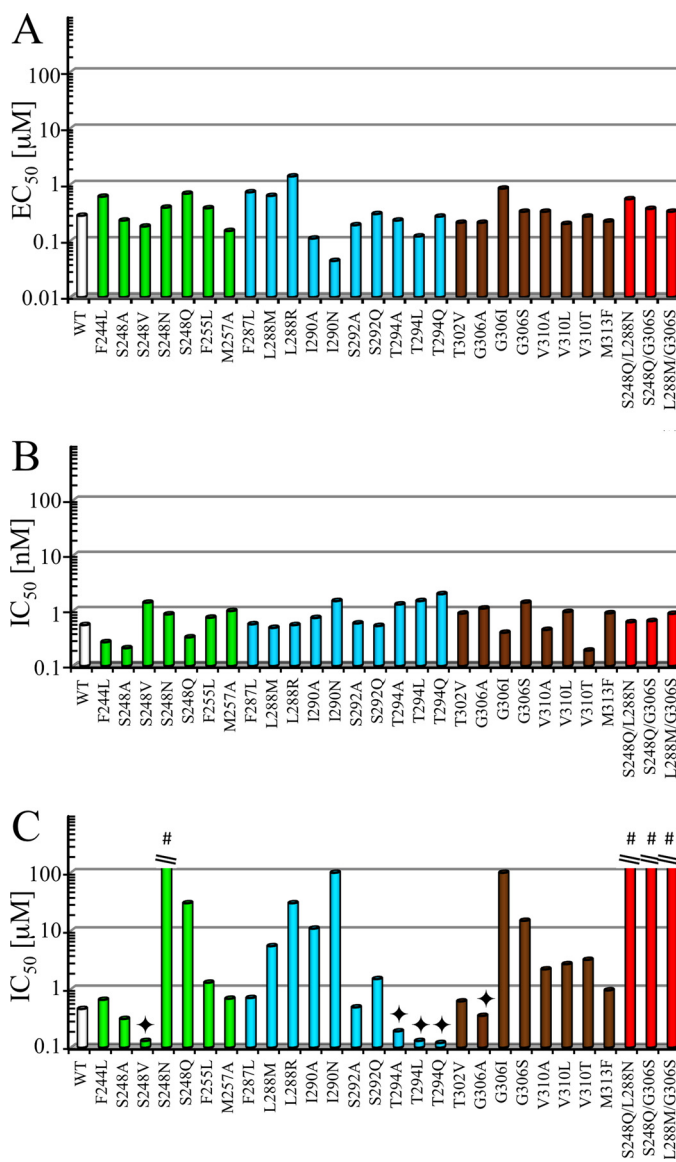 A
EC50 [µM]
100
10
1
0.1
0.01
WT F244L S248A S248V S248N S248Q F255L M257A F287L L288M L288R I290A I290N S292A S292Q T294A T294L T294Q T302V G306A G306I G306S V310A V310L V310T M313F S248Q/L288N S248Q/G306S L288M/G306S
B
IC50 [nM]
100
10
1
0.1
WT F244L S248A S248V S248N S248Q F255L M257A F287L L288M L288R I290A I290N S292A S292Q T294A T294L T294Q T302V G306A G306I G306S V310A V310L V310T M313F S248Q/L288N S248Q/G306S L288M/G306S
C
# # # #
IC50 [µM]
100
10
1
0.1
WT F244L S248A S248V S248N S248Q F255L M257A F287L L288M L288R I290A I290N S292A S292Q T294A T294L T294Q T302V G306A G306I G306S V310A V310L V310T M313F S248Q/L288N S248Q/G306S L288M/G306S